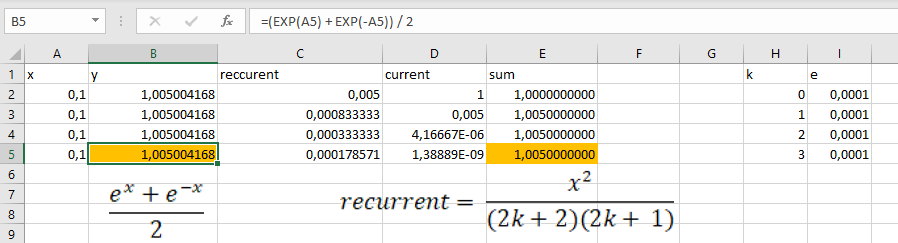 B5 fx =(EXP(A5) + EXP(-A5)) / 2
A B C D E F G H I
1 x y reccurent current sum k e
2 0,1 1,005004168 0,005 1 1,0000000000 0 0,0001
3 0,1 1,005004168 0,000833333 0,005 1,0050000000 1 0,0001
4 0,1 1,005004168 0,000333333 4,16667E-06 1,0050000000 2 0,0001
5 0,1 1,005004168 0,000178571 1,38889E-09 1,0050000000 3 0,0001
6
7
8
9
e^x + e^−x
2
recurrent = x^2
(2k + 2)(2k + 1)